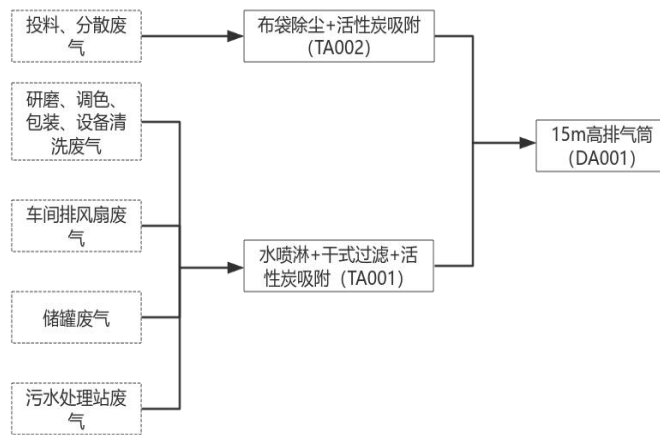 投料、分散废
气
布袋除尘+活性炭吸附
（TA002）
研磨、调色、
包装、设备清
洗废气
15m高排气筒
（DA001）
车间排风扇废
气
水喷淋+干式过滤+活
性炭吸附（TA001）
储罐废气
污水处理站废
气